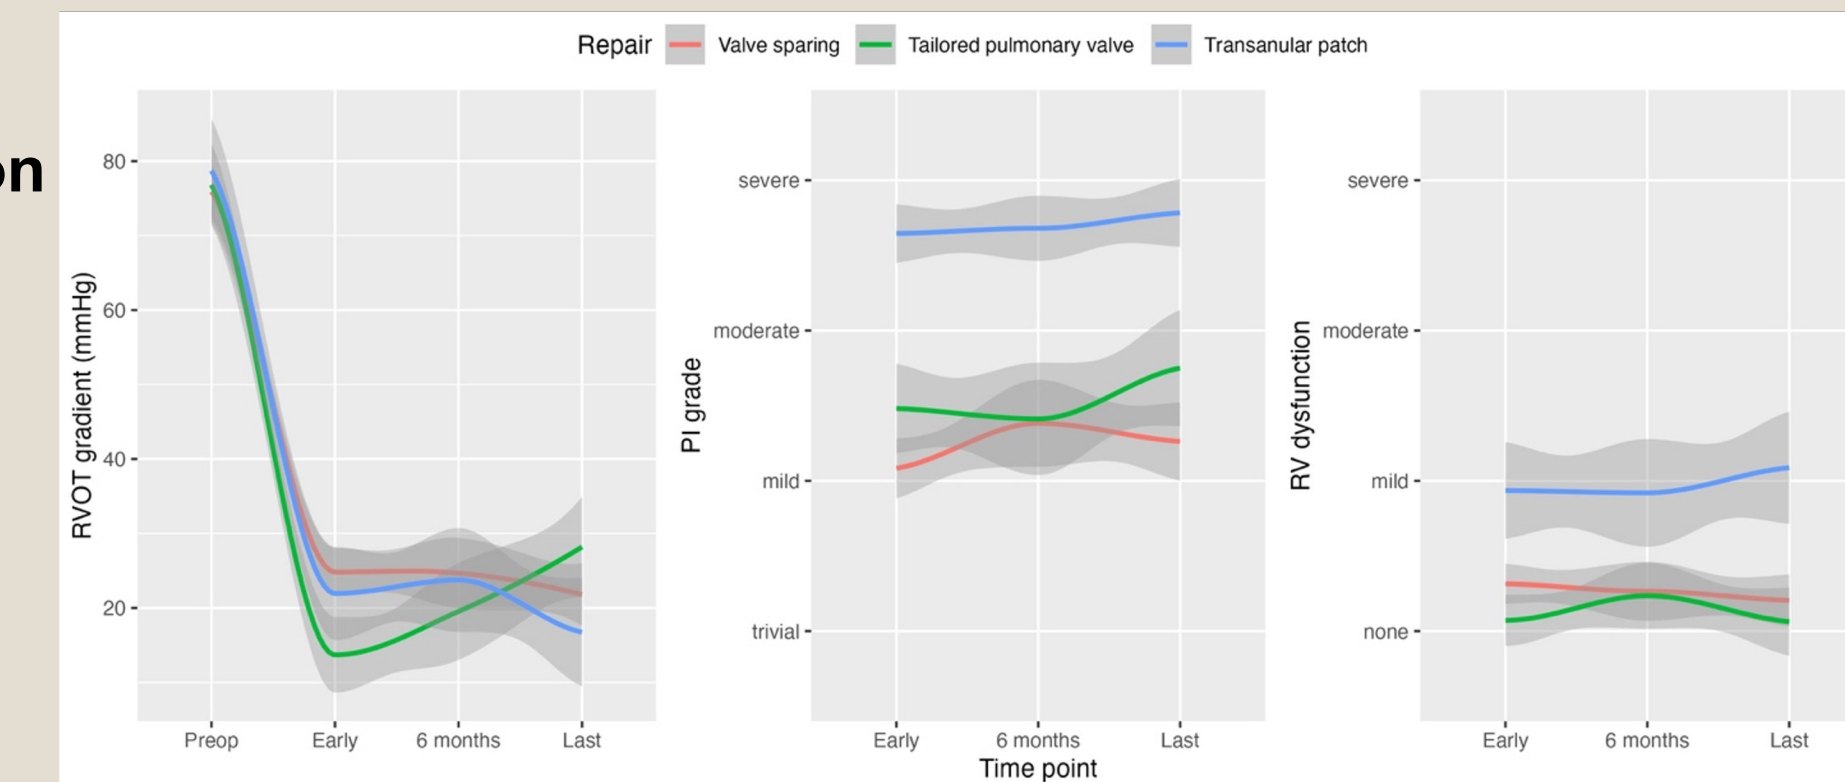 on
Repair Valve sparing Tailored pulmonary valve Transanular patch
RVOT gradient (mmHg)
80
60
40
20
Preop Early 6 months Last
PI grade
severe
moderate
mild
trivial
Early 6 months Last
Time point
RV dysfunction
severe
moderate
mild
none
Early 6 months Last